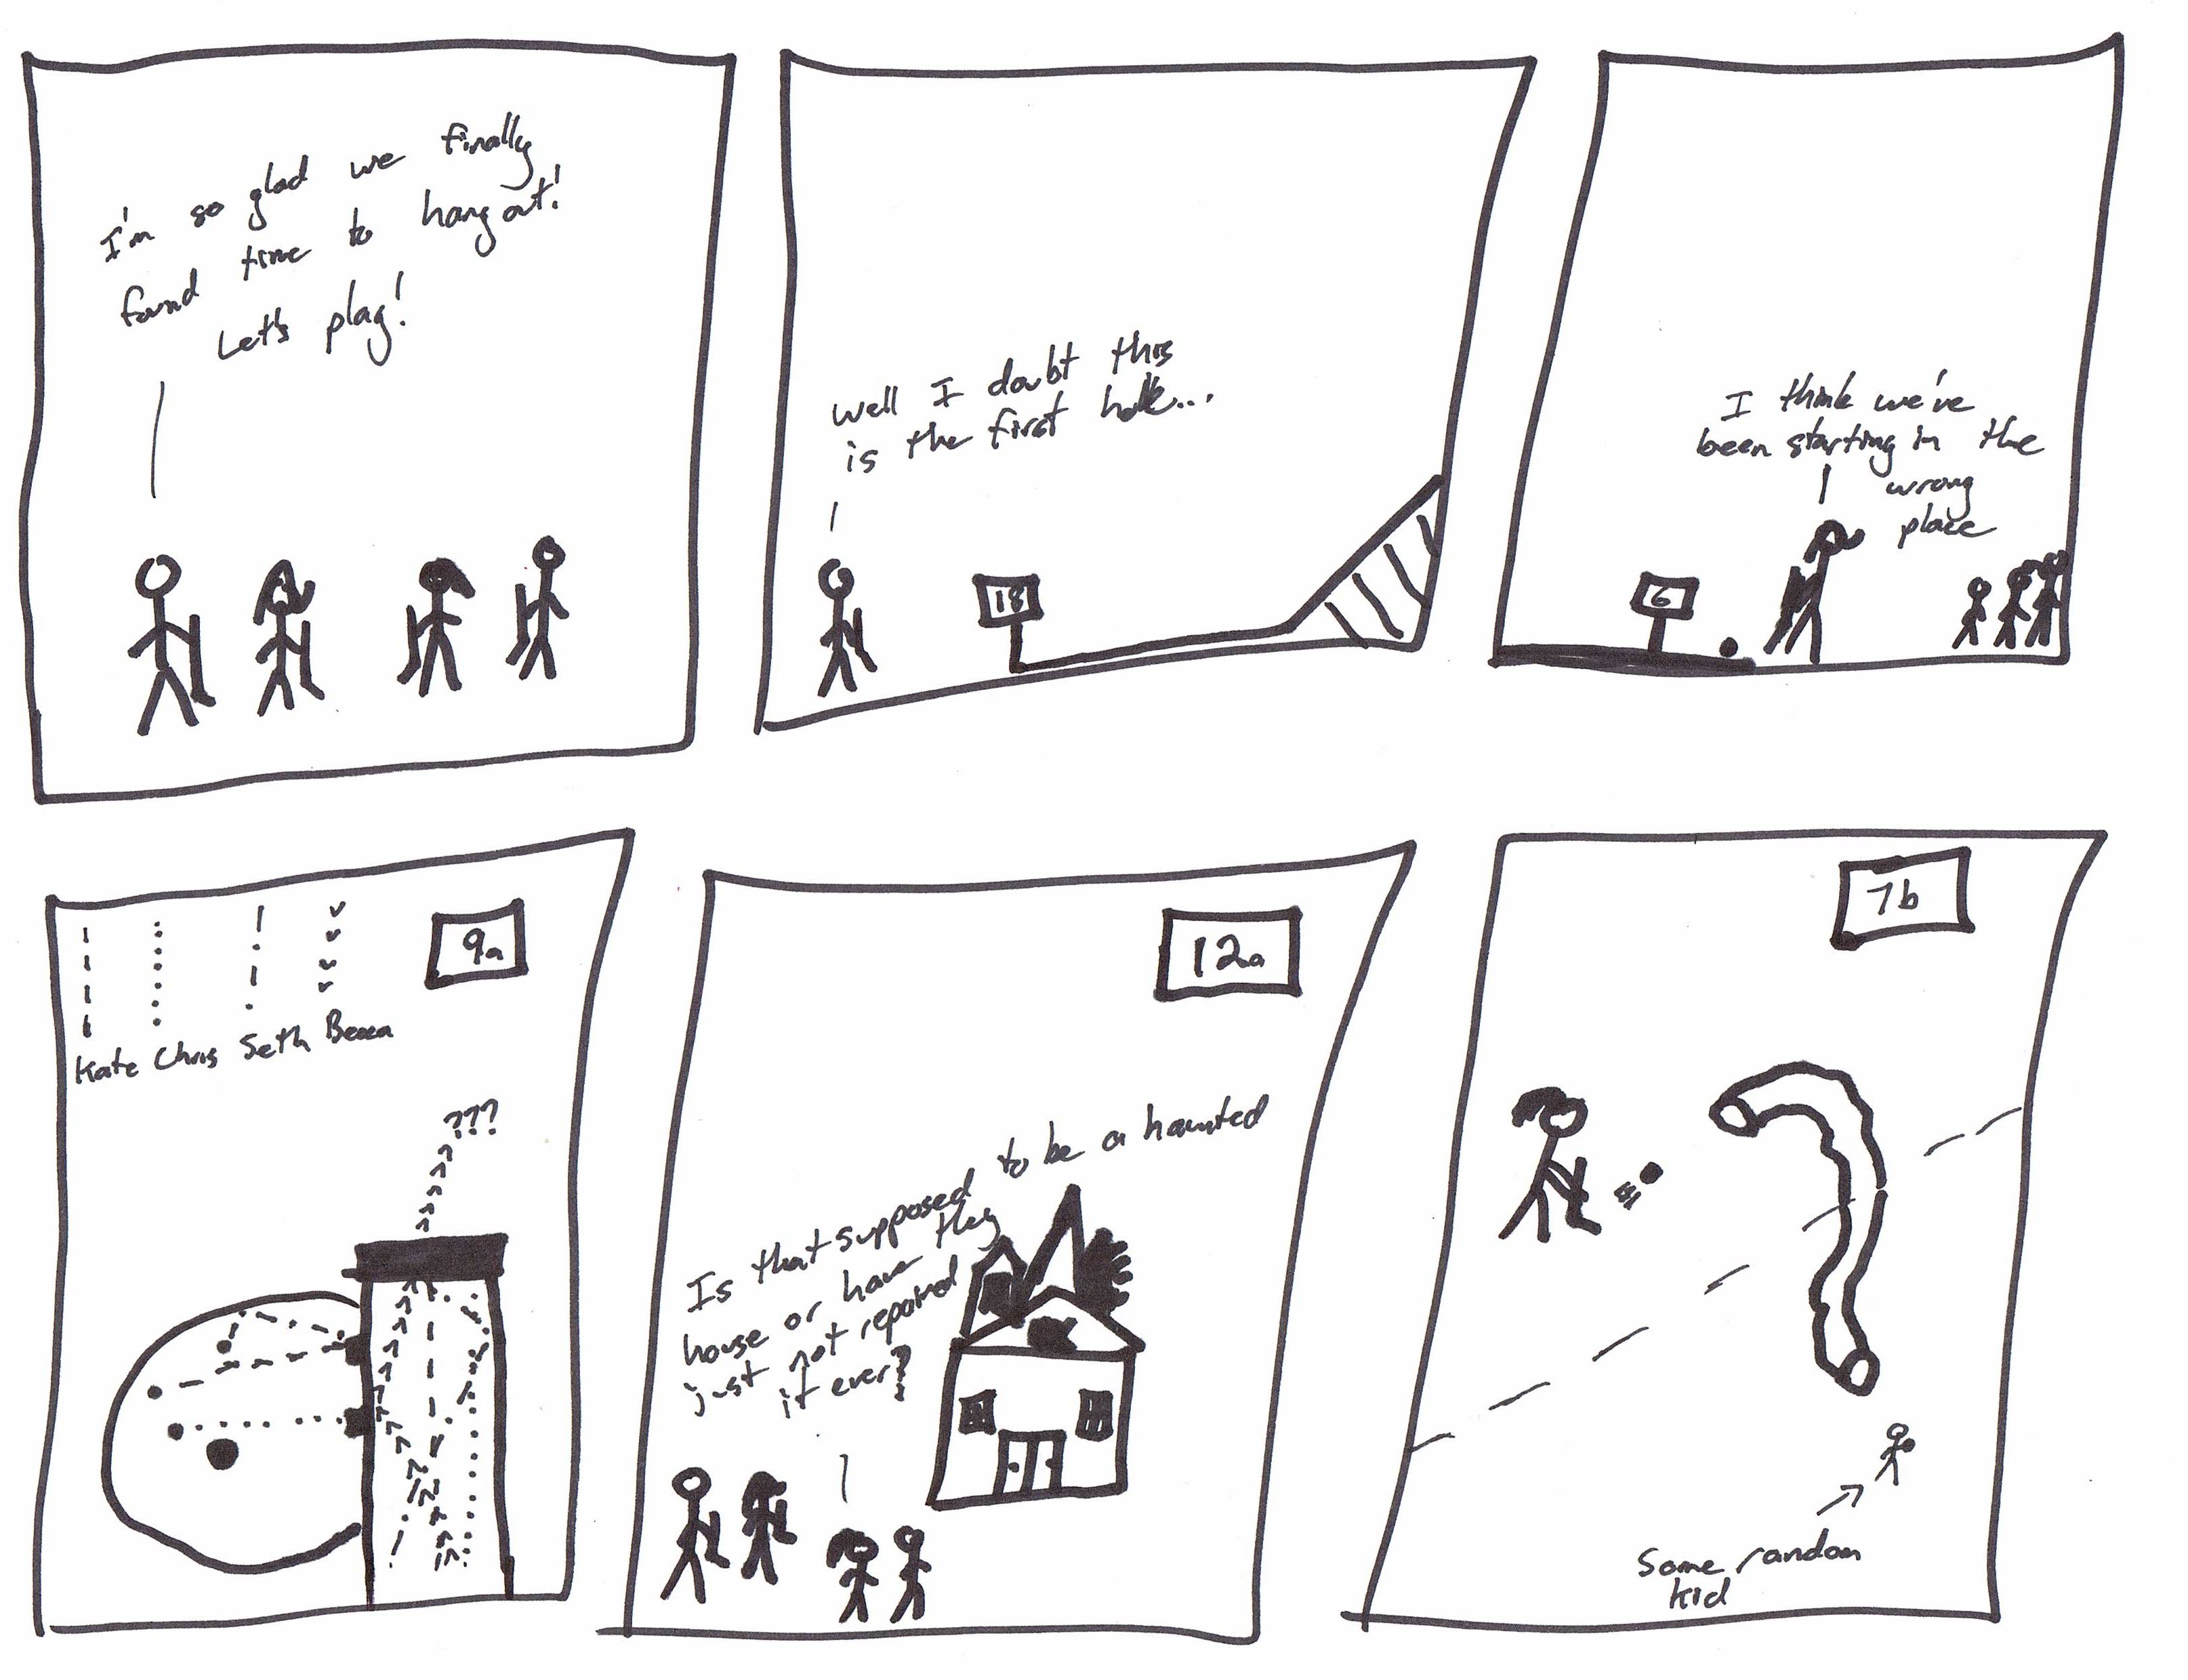 I'm so glad we finally
found time to hang out!
Let's play!
well I doubt this
is the first hole...
18
I think we've
been starting in the
wrong
place
6
9a
Kate Chris Seth Becca
???
12a
Is that supposed to be a haunted
house or have they
just not repaired
it ever?
7b
Some random
kid